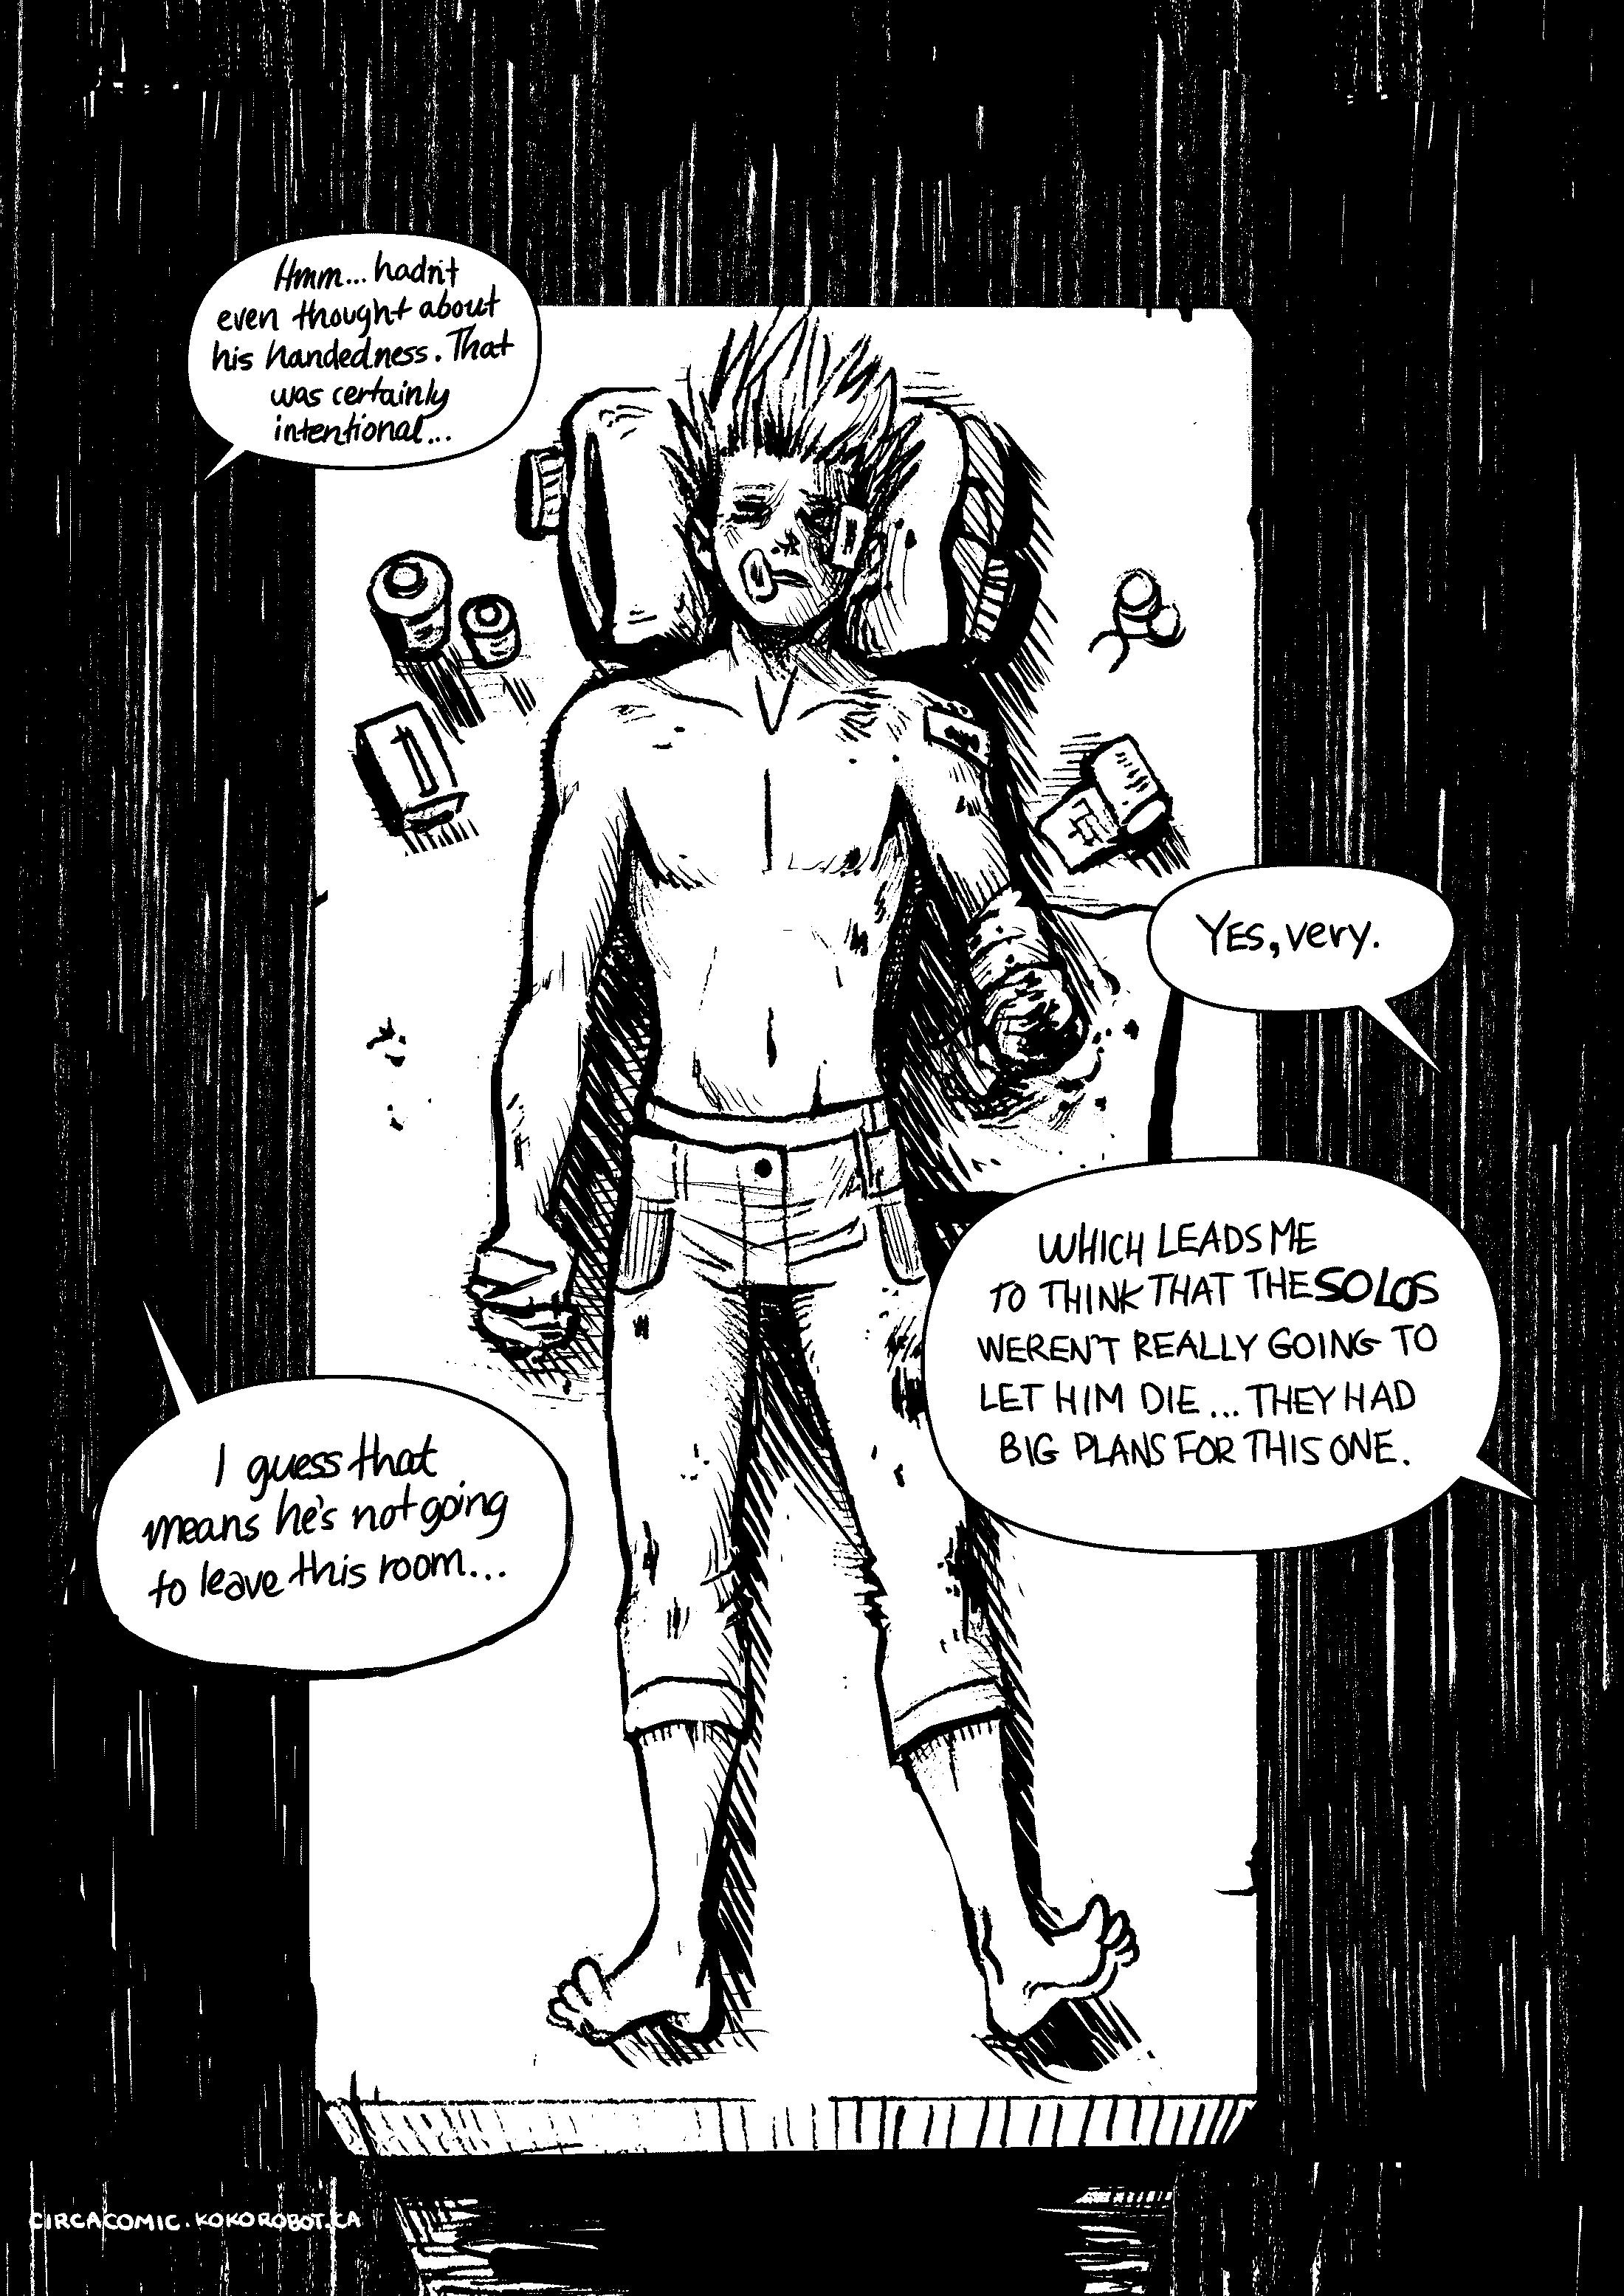 Hmm... hadn't
even thought about
his handedness. That
was certainly
intentional...
YES, very.
WHICH LEADS ME
TO THINK THAT THE SOLOS
WEREN'T REALLY GOING TO
LET HIM DIE... THEY HAD
BIG PLANS FOR THIS ONE.
I guess that
means he's not going
to leave this room...
CIRCACOMIC.KOKOROBOT.CA